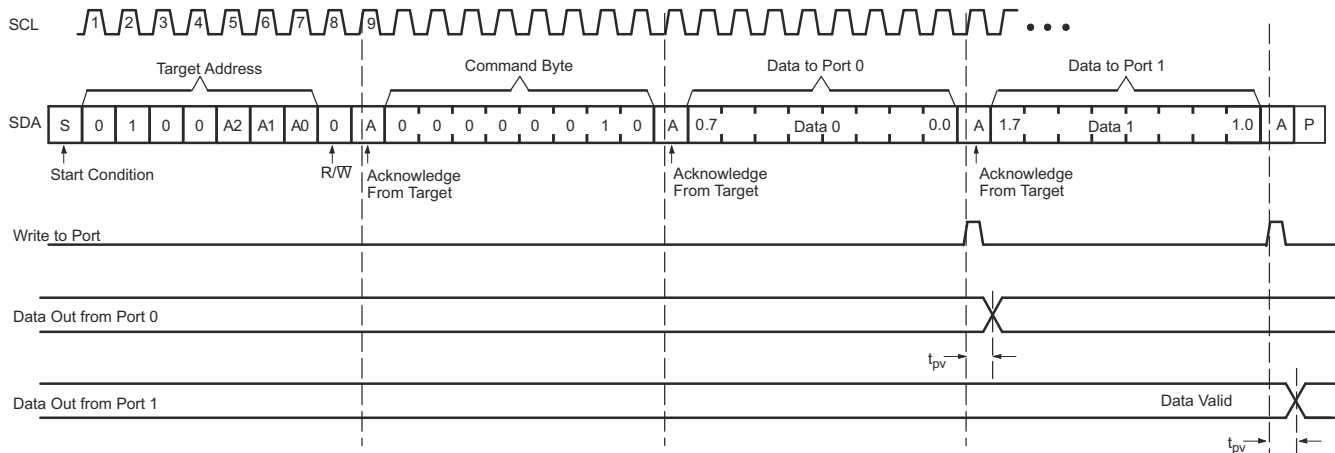 SCL 1 2 3 4 5 6 7 8 9
Target Address Command Byte Data to Port 0 Data to Port 1
SDA S 0 1 0 0 A2 A1 A0 0 A 0 0 0 0 0 0 1 0 A 0.7 Data 0 0.0 A 1.7 Data 1 1.0 A P
Start Condition R/W̅ Acknowledge From Target Acknowledge From Target Acknowledge From Target
Write to Port
Data Out from Port 0
tpv
Data Out from Port 1 Data Valid
tpv